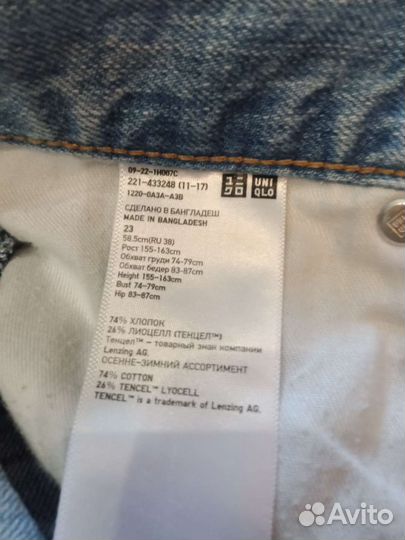 09-22-1H087C
221-433248 (11-17)
1220-0A3A-A3B
UNI
QLO
СДЕЛАНО В БАНГЛАДЕШ
MADE IN BANGLADESH
23
58.5cm(RU 38)
Рост 155-163cm
Обхват груди 74-79cm
Обхват бедер 83-87cm
Height 155-163cm
Bust 74-79cm
Hip 83-87cm
74% ХЛОПОК
26% ЛИОЦЕЛЛ (ТЕНЦЕЛ™)
Тенцел™ – товарный знак компании
Lenzing AG.
ОСЕННЕ-ЗИМНИЙ АССОРТИМЕНТ
74% COTTON
26% TENCEL™ LYOCELL
TENCEL™ is a trademark of Lenzing AG.
Avito